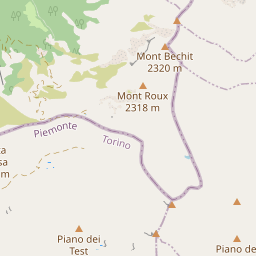 Mont Bechit
2320 m
Mont Roux
2318 m
Piemonte
Torino
Piano dei
Test
Piano de